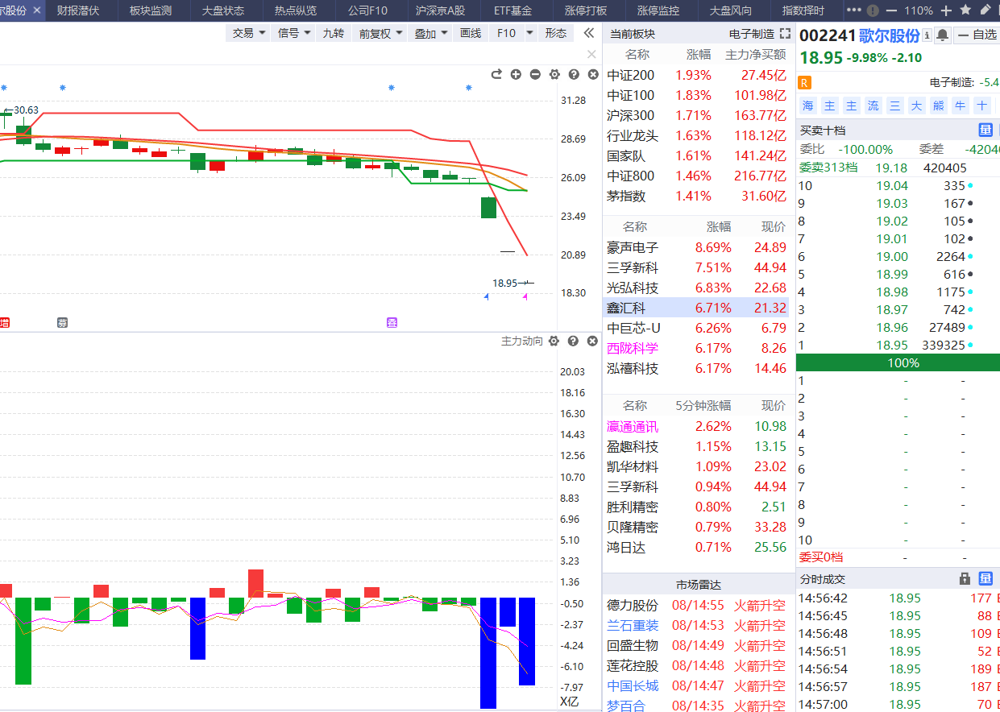 尔股份 × 财报潜伏 板块监测 大盘状态 热点纵览 公司F10 沪深京A股 ETF基金 涨停打板 涨停监控 大盘风向 指数择时 ••• 110%
交易 信号 九转 前复权 叠加 画线 F10 形态
30.63
31.28
28.69
26.09
23.49
20.89
18.95
18.30
增 券
主力动向
20.03
18.16
16.30
14.43
12.56
10.70
8.83
6.96
5.10
3.23
1.36
-0.50
-2.37
-4.24
-6.10
-7.97
X亿
当前板块 电子制造
名称 涨幅 主力净买额
中证200 1.93% 27.45亿
中证100 1.83% 101.98亿
沪深300 1.71% 163.77亿
行业龙头 1.63% 118.12亿
国家队 1.61% 141.24亿
中证800 1.46% 216.77亿
茅指数 1.41% 31.60亿
名称 涨幅 现价
豪声电子 8.69% 24.89
三孚新科 7.51% 44.94
光弘科技 6.83% 22.68
鑫汇科 6.71% 21.32
中巨芯-U 6.26% 6.79
西陇科学 6.17% 8.26
泓禧科技 6.17% 14.46
名称 5分钟涨幅 现价
瀛通通讯 2.62% 10.98
盈趣科技 1.15% 13.15
凯华材料 1.09% 23.02
三孚新科 0.94% 44.94
胜利精密 0.80% 2.51
贝隆精密 0.79% 33.28
鸿日达 0.71% 25.56
市场雷达
德力股份 08/14:55 火箭升空
兰石重装 08/14:53 火箭升空
回盛生物 08/14:49 火箭升空
莲花控股 08/14:48 火箭升空
中国长城 08/14:47 火箭升空
梦百合 08/14:35 火箭升空
002241 歌尔股份 自选
18.95 -9.98% -2.10
R 电子制造: -5.4
海 主 主 流 三 大 熊 牛 十
买卖十档
委比 -100.00% 委差 -42040
委卖313档 19.18 420405
10 19.04 335
9 19.03 167
8 19.02 105
7 19.01 102
6 19.00 2264
5 18.99 616
4 18.98 1175
3 18.97 742
2 18.96 27489
1 18.95 339325
100%
1 - -
2 - -
3 - -
4 - -
5 - -
6 - -
7 - -
8 - -
9 - -
10 - -
委买0档 - -
分时成交
14:56:42 18.95 177
14:56:45 18.95 88
14:56:48 18.95 109
14:56:51 18.95 52
14:56:54 18.95 189
14:56:57 18.95 187
14:57:00 18.95 70